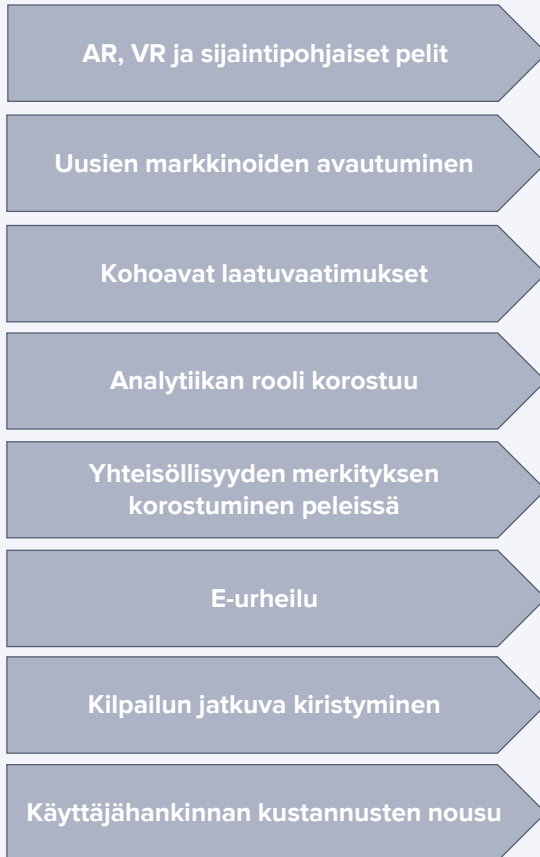 AR, VR ja sijaintipohjaiset pelit
Uusien markkinoiden avautuminen
Kohoavat laatuvaatimukset
Analytiikan rooli korostuu
Yhteisöllisyyden merkityksen
korostuminen peleissä
E-urheilu
Kilpailun jatkuva kiristyminen
Käyttäjähankinnan kustannusten nousu